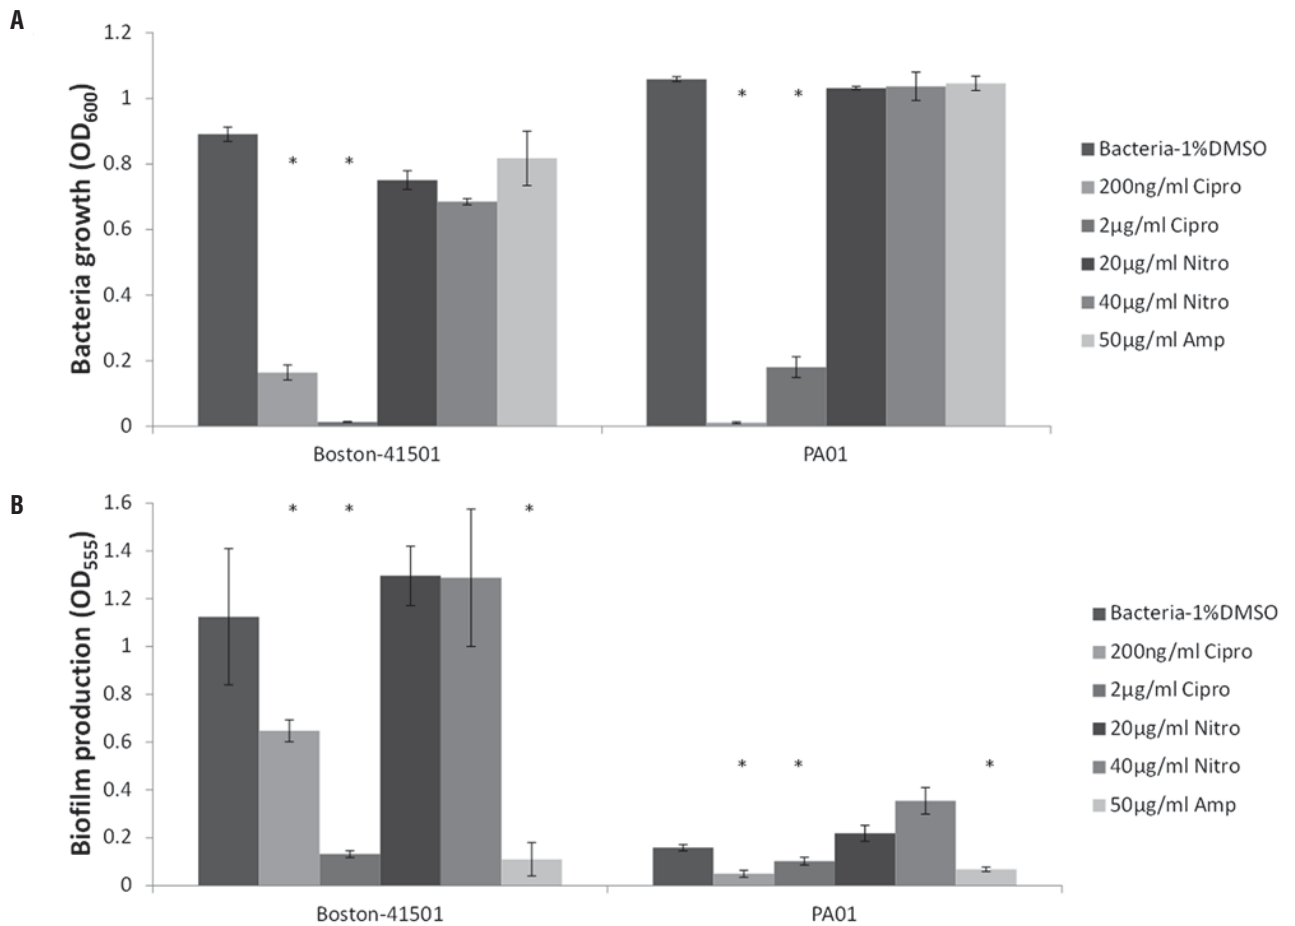 A
1.2
1
0.8
0.6
0.4
0.2
0
Bacteria growth (OD600)
* *
* *
Boston-41501
PA01
Bacteria-1%DMSO
200ng/ml Cipro
2µg/ml Cipro
20µg/ml Nitro
40µg/ml Nitro
50µg/ml Amp
B
1.6
1.4
1.2
1
0.8
0.6
0.4
0.2
0
Biofilm production (OD555)
* * *
* * *
Boston-41501
PA01
Bacteria-1%DMSO
200ng/ml Cipro
2µg/ml Cipro
20µg/ml Nitro
40µg/ml Nitro
50µg/ml Amp